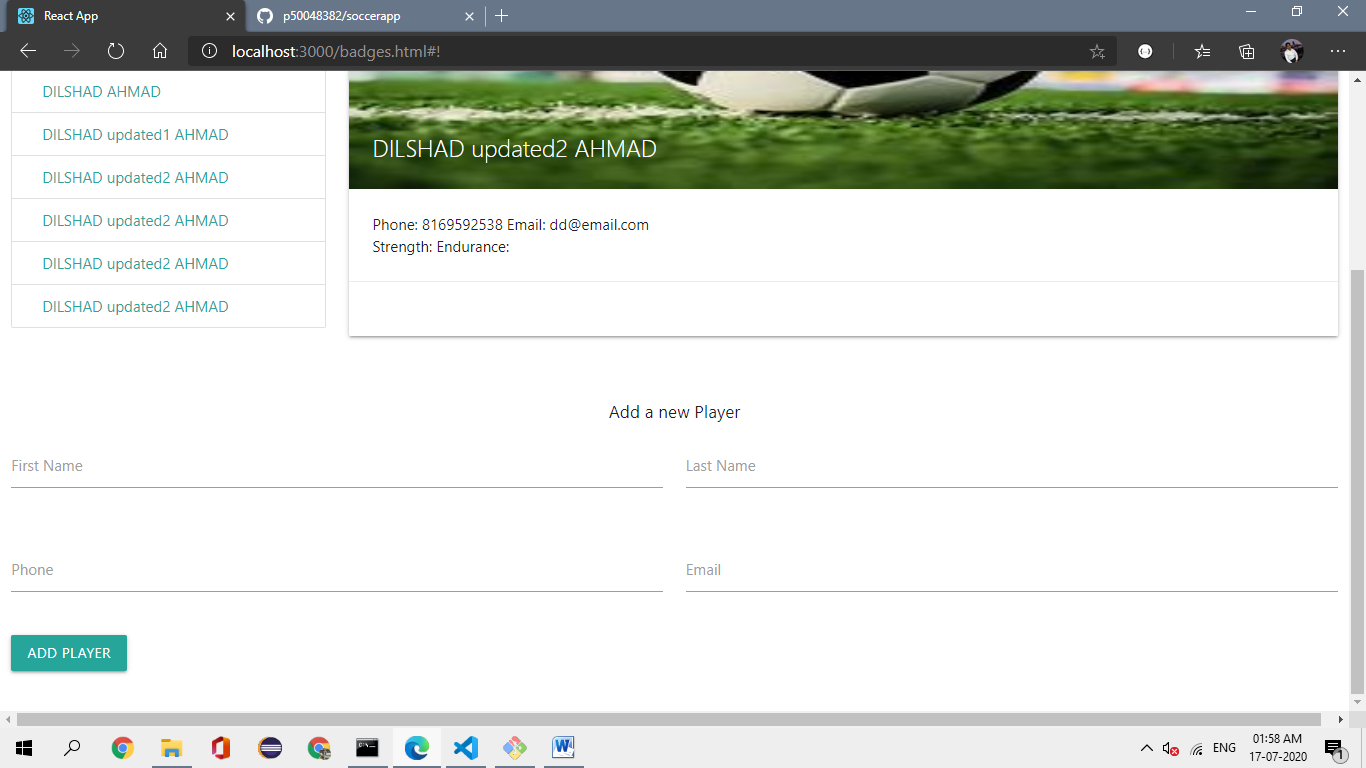 React App
p50048382/soccerapp
localhost:3000/badges.html#!
DILSHAD AHMAD
DILSHAD updated1 AHMAD
DILSHAD updated2 AHMAD
DILSHAD updated2 AHMAD
DILSHAD updated2 AHMAD
DILSHAD updated2 AHMAD
DILSHAD updated2 AHMAD
Phone: 8169592538 Email: dd@email.com
Strength: Endurance:
Add a new Player
First Name
Last Name
Phone
Email
ADD PLAYER
ENG
01:58 AM
17-07-2020
1